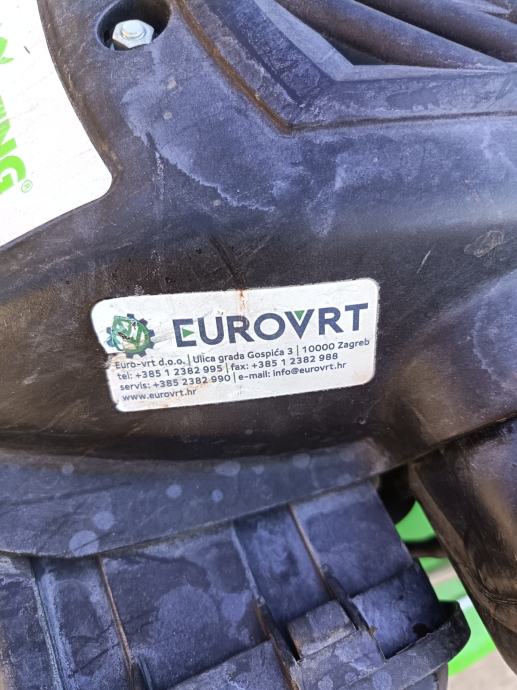 ING®
EUROVRT
Euro-vrt d.o.o. | Ulica grada Gospića 3 | 10000 Zagreb
tel: +385 1 2382 995 | fax: +385 1 2382 988
servis: +385 2382 990 | e-mail: info@eurovrt.hr
www.eurovrt.hr